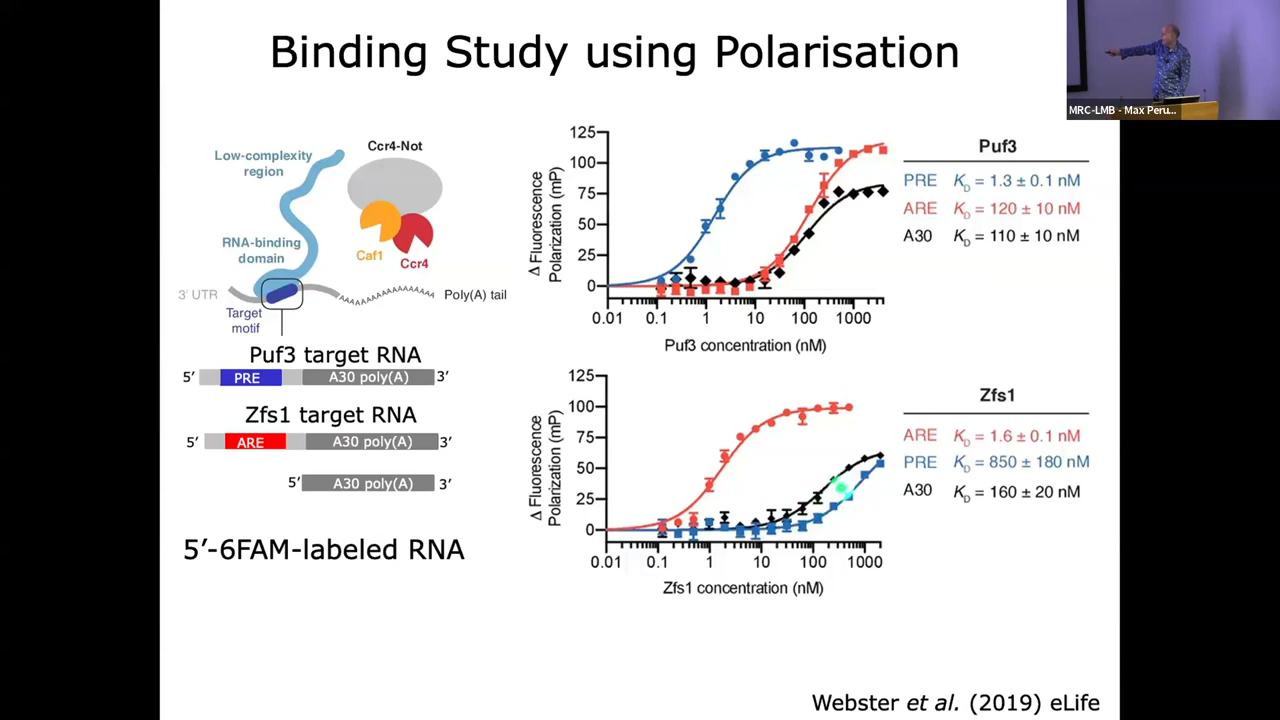 Binding Study using Polarisation
MRC-LMB - Max Peru...
Low-complexity
region
Ccr4-Not
RNA-binding
domain
Caf1
Ccr4
3′ UTR
Target
motif
Poly(A) tail
Puf3 target RNA
5′ PRE A30 poly(A) 3′
Zfs1 target RNA
5′ ARE A30 poly(A) 3′
5′ A30 poly(A) 3′
5′-6FAM-labeled RNA
Δ Fluorescence
Polarization (mP)
125
100
75
50
25
0
0.01 0.1 1 10 100 1000
Puf3 concentration (nM)
Puf3
PRE K_D = 1.3 ± 0.1 nM
ARE K_D = 120 ± 10 nM
A30 K_D = 110 ± 10 nM
Δ Fluorescence
Polarization (mP)
125
100
75
50
25
0
0.01 0.1 1 10 100 1000
Zfs1 concentration (nM)
Zfs1
ARE K_D = 1.6 ± 0.1 nM
PRE K_D = 850 ± 180 nM
A30 K_D = 160 ± 20 nM
Webster et al. (2019) eLife